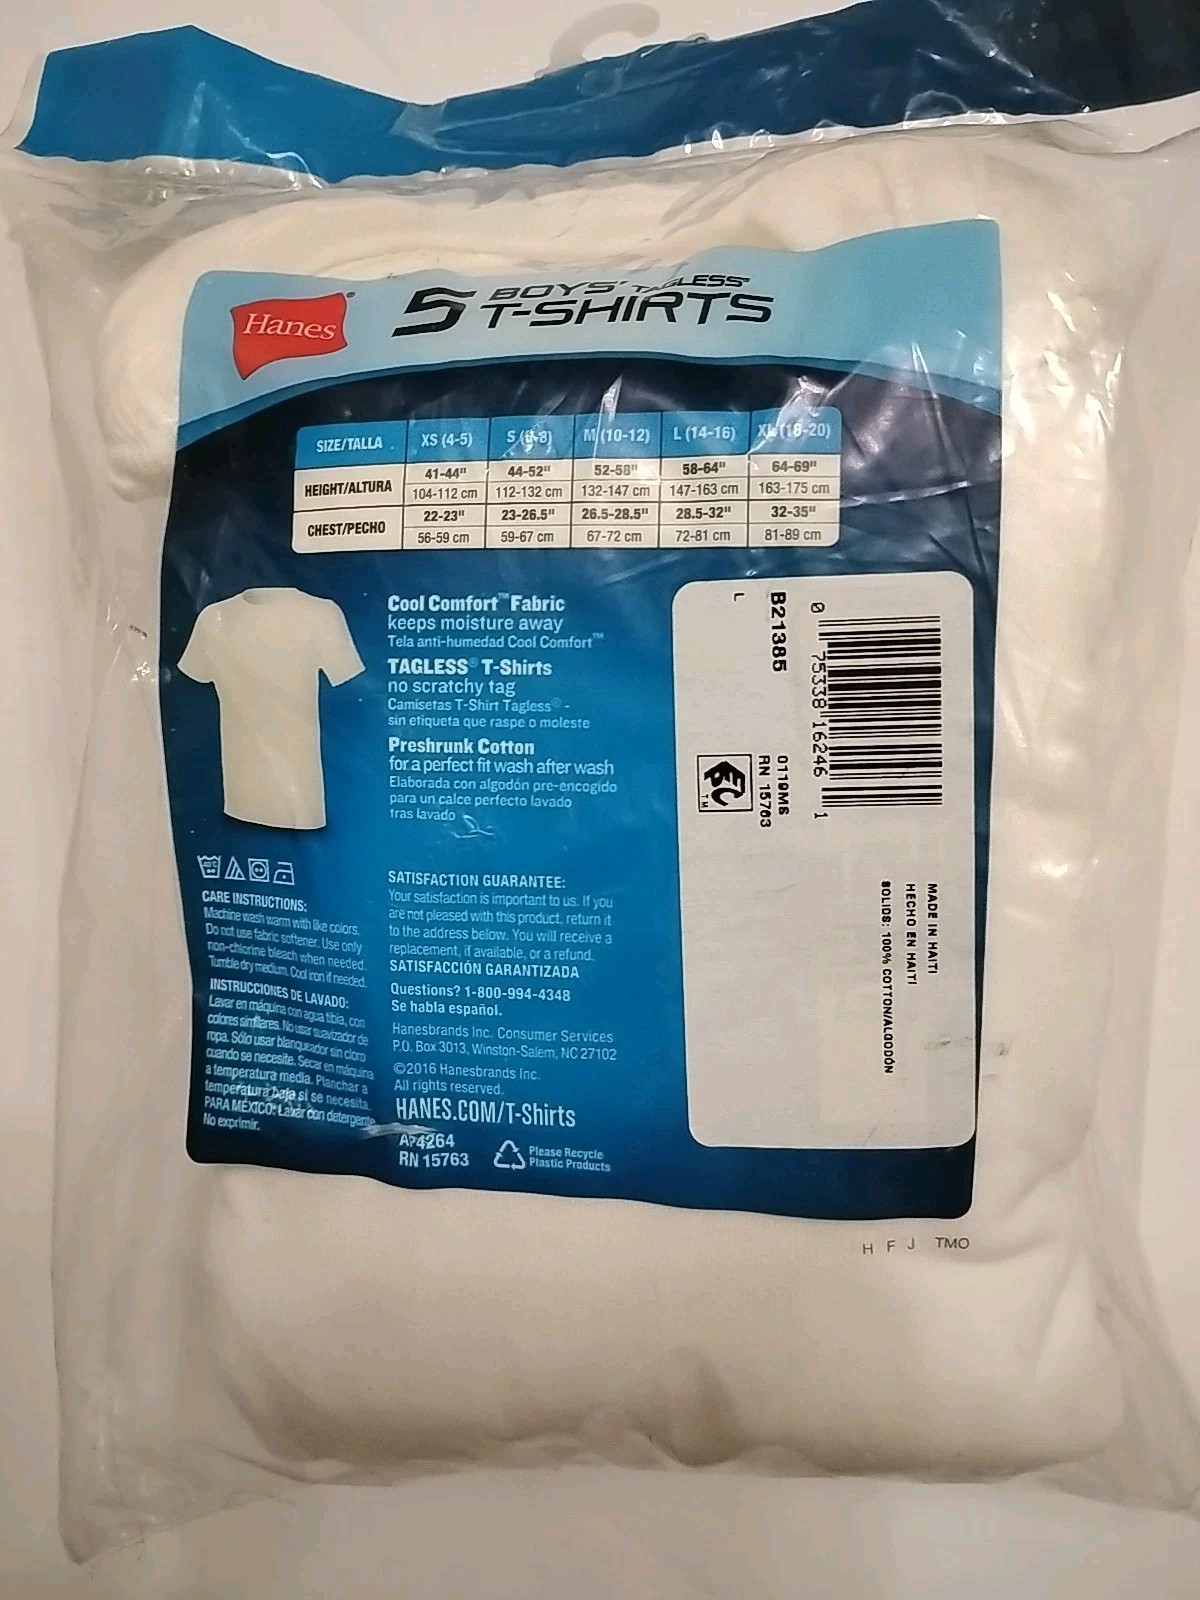 Hanes®
5 BOYS' TAGLESS®
T-SHIRTS
SIZE/TALLA XS (4-5) S (6-8) M (10-12) L (14-16) XL (18-20)
HEIGHT/ALTURA 41-44" 44-52" 52-58" 58-64" 64-69"
104-112 cm 112-132 cm 132-147 cm 147-163 cm 163-175 cm
CHEST/PECHO 22-23" 23-26.5" 26.5-28.5" 28.5-32" 32-35"
56-59 cm 59-67 cm 67-72 cm 72-81 cm 81-89 cm
Cool Comfort™ Fabric
keeps moisture away
Tela anti-humedad Cool Comfort™
TAGLESS® T-Shirts
no scratchy tag
Camisetas T-Shirt Tagless® -
sin etiqueta que raspe o moleste
Preshrunk Cotton
for a perfect fit wash after wash
Elaborada con algodón pre-encogido
para un calce perfecto lavado
tras lavado
40°C
CARE INSTRUCTIONS:
Machine wash warm with like colors.
Do not use fabric softener. Use only
non-chlorine bleach when needed.
Tumble dry medium. Cool iron if needed.
INSTRUCCIONES DE LAVADO:
Lavar en máquina con agua tibia, con
colores similares. No usar suavizador de
ropa. Sólo usar blanqueador sin cloro
cuando se necesite. Secar en máquina
a temperatura media. Planchar a
temperatura baja si se necesita.
PARA MÉXICO: Lavar con detergente.
No exprimir.
SATISFACTION GUARANTEE:
Your satisfaction is important to us. If you
are not pleased with this product, return it
to the address below. You will receive a
replacement, if available, or a refund.
SATISFACCIÓN GARANTIZADA
Questions? 1-800-994-4348
Se habla español.
Hanesbrands Inc. Consumer Services
P.O. Box 3013, Winston-Salem, NC 27102
©2016 Hanesbrands Inc.
All rights reserved.
HANES.COM/T-Shirts
AP4264
RN 15763
Please Recycle
Plastic Products
0 75338 16246 1
B21385
L
0119MS
RN 15763
TM
MADE IN HAITI
HECHO EN HAITI
SOLIDS: 100% COTTON/ALGODÓN
H F J TMO